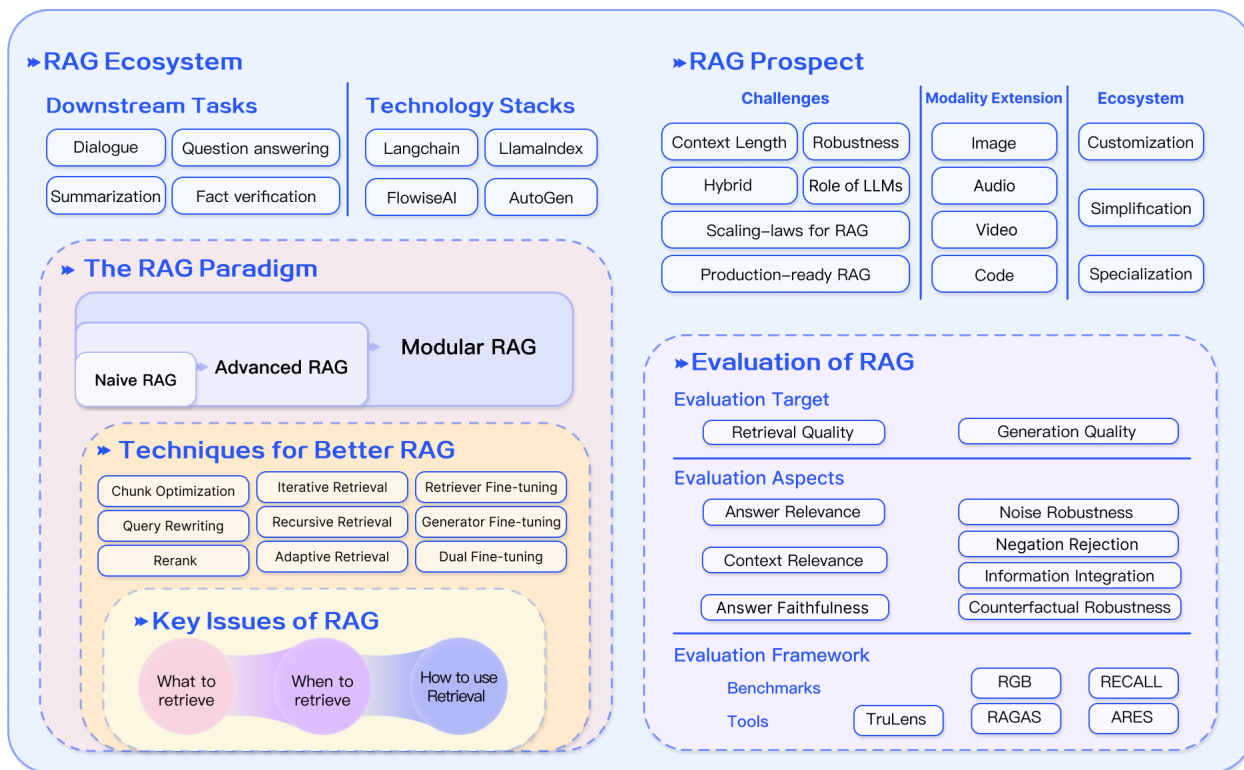 RAG Ecosystem
Downstream Tasks
Dialogue
Question answering
Summarization
Fact verification
Technology Stacks
Langchain
LlamaIndex
FlowiseAI
AutoGen
The RAG Paradigm
Naive RAG
Advanced RAG
Modular RAG
Techniques for Better RAG
Chunk Optimization
Iterative Retrieval
Retriever Fine-tuning
Query Rewriting
Recursive Retrieval
Generator Fine-tuning
Rerank
Adaptive Retrieval
Dual Fine-tuning
Key Issues of RAG
What to
retrieve
When to
retrieve
How to use
Retrieval
RAG Prospect
Challenges
Context Length
Robustness
Hybrid
Role of LLMs
Scaling-laws for RAG
Production-ready RAG
Modality Extension
Image
Audio
Video
Code
Ecosystem
Customization
Simplification
Specialization
Evaluation of RAG
Evaluation Target
Retrieval Quality
Generation Quality
Evaluation Aspects
Answer Relevance
Context Relevance
Answer Faithfulness
Noise Robustness
Negation Rejection
Information Integration
Counterfactual Robustness
Evaluation Framework
Benchmarks
RGB
RECALL
Tools
TruLens
RAGAS
ARES